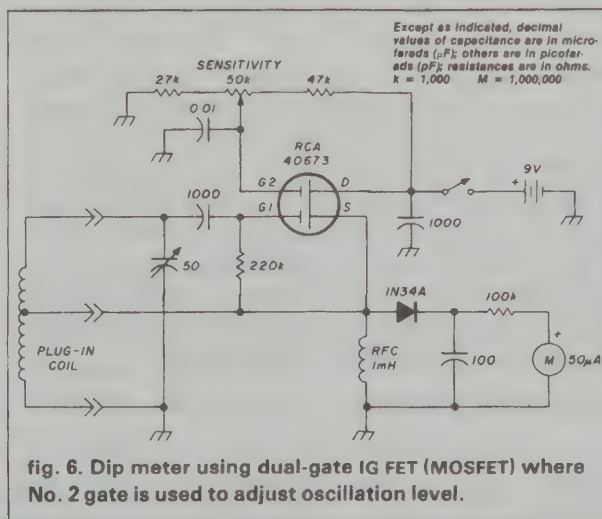 Except as indicated, decimal
values of capacitance are in micro-
farads (μF); others are in picofar-
ads (pF); resistances are in ohms.
k = 1,000 M = 1,000,000
SENSITIVITY
27k 50k 47k
0.01
RCA
40673
G2 D
G1 S
9V
+
1000
1000
50
220k
1N34A
100k
+
PLUG-IN
COIL
RFC
1mH
100
M
50μA
fig. 6. Dip meter using dual-gate IG FET (MOSFET) where
No. 2 gate is used to adjust oscillation level.